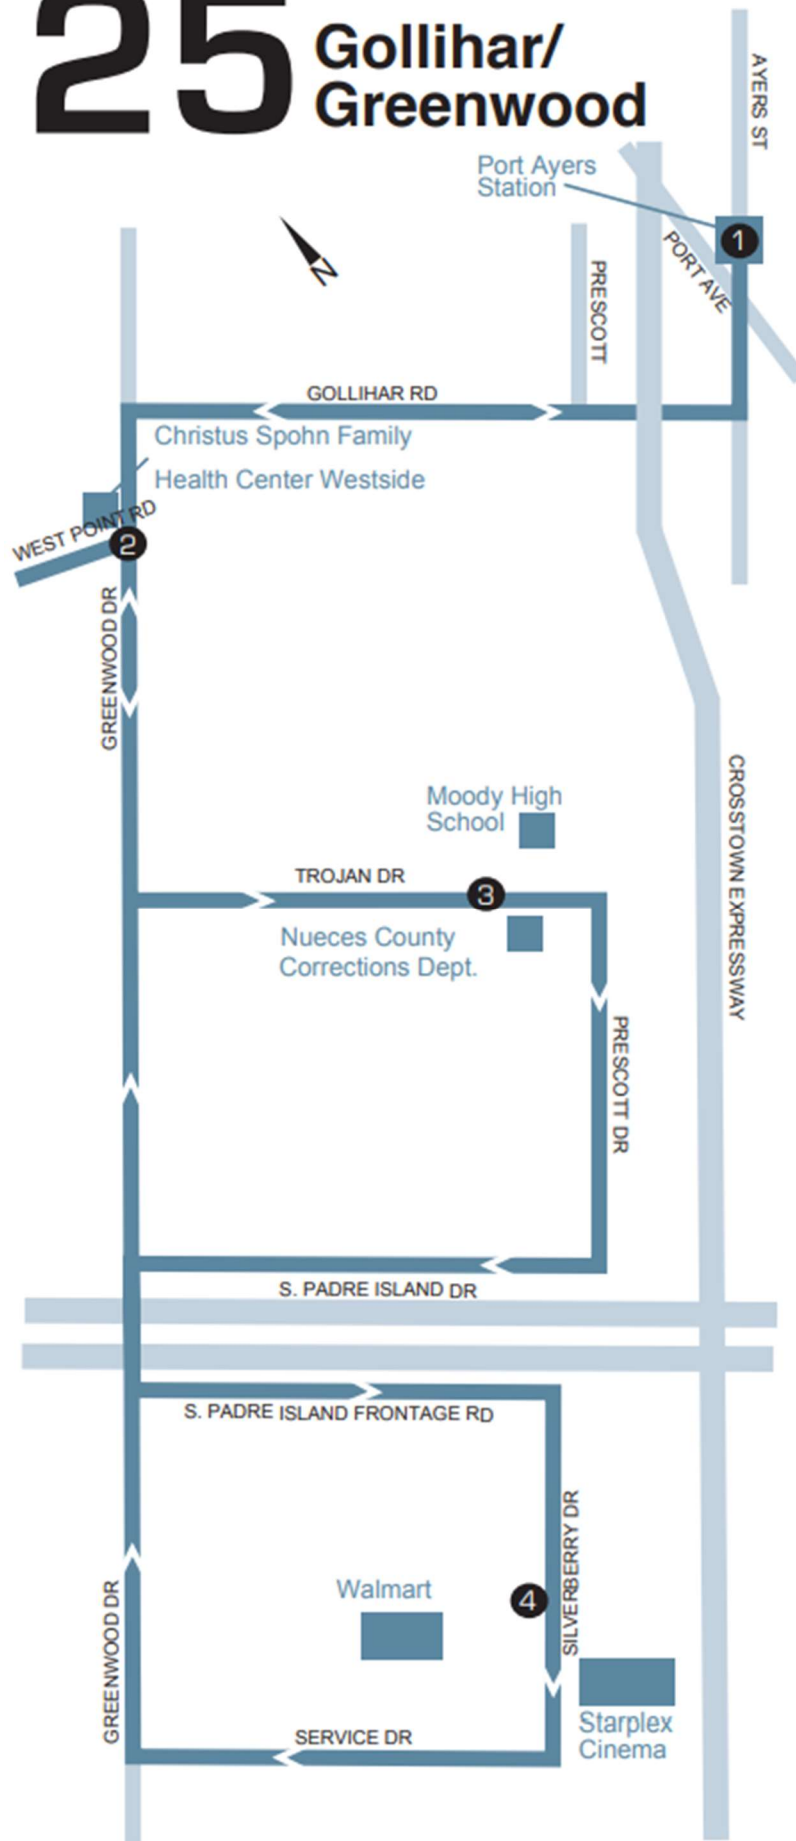 25 Gollihar/
Greenwood
AYERS ST
Port Ayers
Station
1
PORT AVE
N
PRESCOTT
GOLLIHAR RD
Christus Spohn Family
Health Center Westside
WEST POINT RD
2
GREENWOOD DR
Moody High
School
CROSSTOWN EXPRESSWAY
TROJAN DR
3
Nueces County
Corrections Dept.
PRESCOTT DR
S. PADRE ISLAND DR
S. PADRE ISLAND FRONTAGE RD
SILVERBERRY DR
Walmart
4
GREENWOOD DR
Starplex
Cinema
SERVICE DR